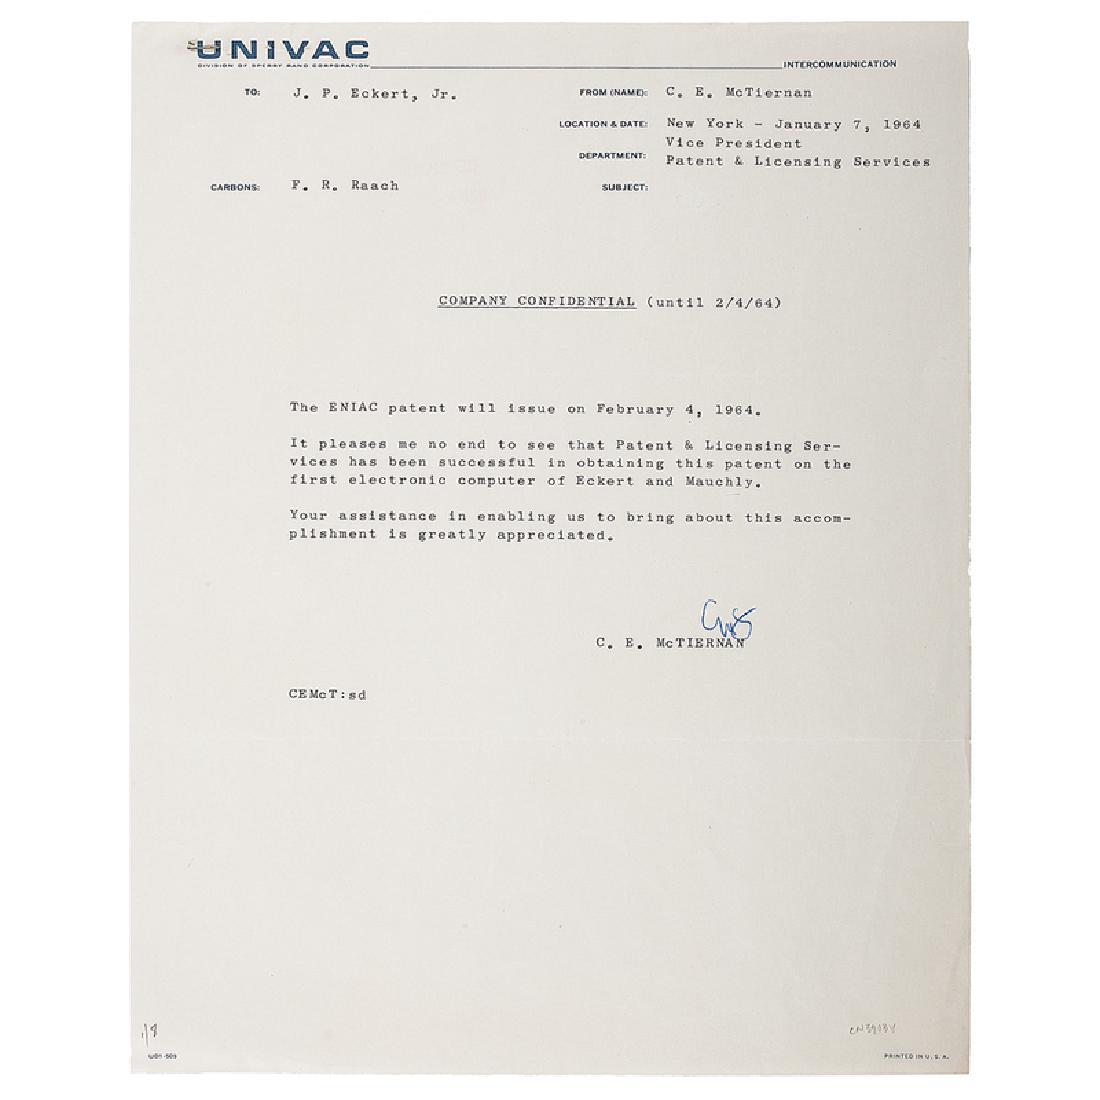 UNIVAC
DIVISION OF SPERRY RAND CORPORATION
INTERCOMMUNICATION
TO: J. P. Eckert, Jr.
FROM (NAME): C. E. McTiernan
LOCATION & DATE: New York - January 7, 1964
Vice President
DEPARTMENT: Patent & Licensing Services
CARBONS: F. R. Raach
SUBJECT:
COMPANY CONFIDENTIAL (until 2/4/64)
The ENIAC patent will issue on February 4, 1964.
It pleases me no end to see that Patent & Licensing Ser-
vices has been successful in obtaining this patent on the
first electronic computer of Eckert and Mauchly.
Your assistance in enabling us to bring about this accom-
plishment is greatly appreciated.
C. E. McTIERNAN
CEMcT:sd
PRINTED IN U. S. A.